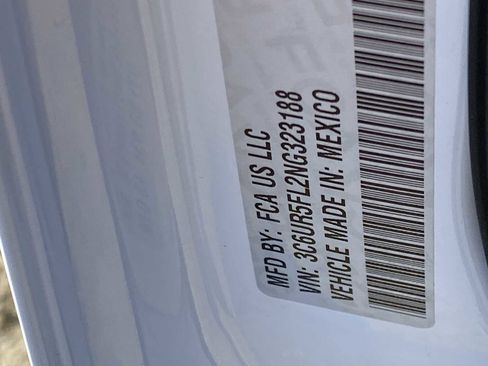 MFD BY: FCA US LLC
VIN: 3C6UR5FL2NG323188
VEHICLE MADE IN: MEXICO